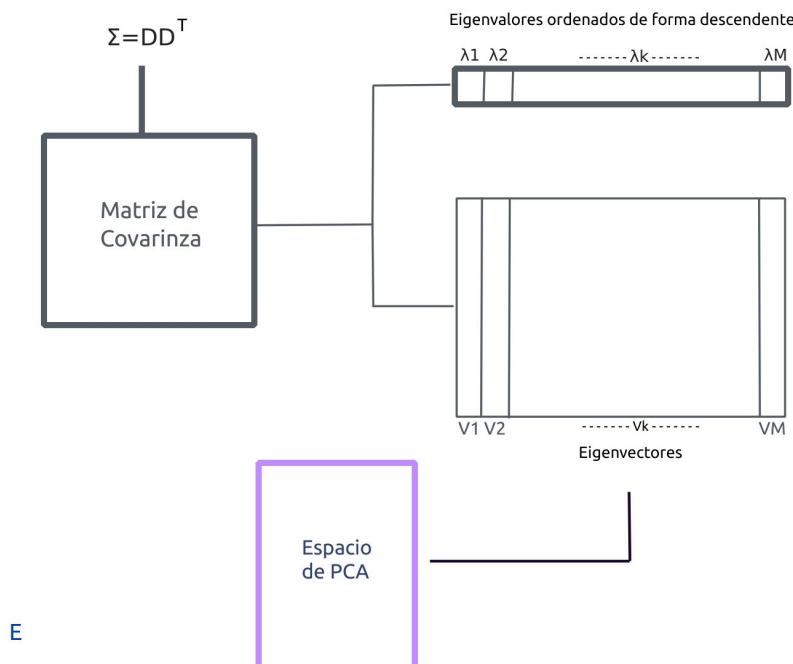 Σ=DDᵀ
Eigenvalores ordenados de forma descendente
λ1 λ2 -------λk------- λM
Matriz de
Covarinza
V1 V2 -------Vk------- VM
Eigenvectores
Espacio
de PCA
E